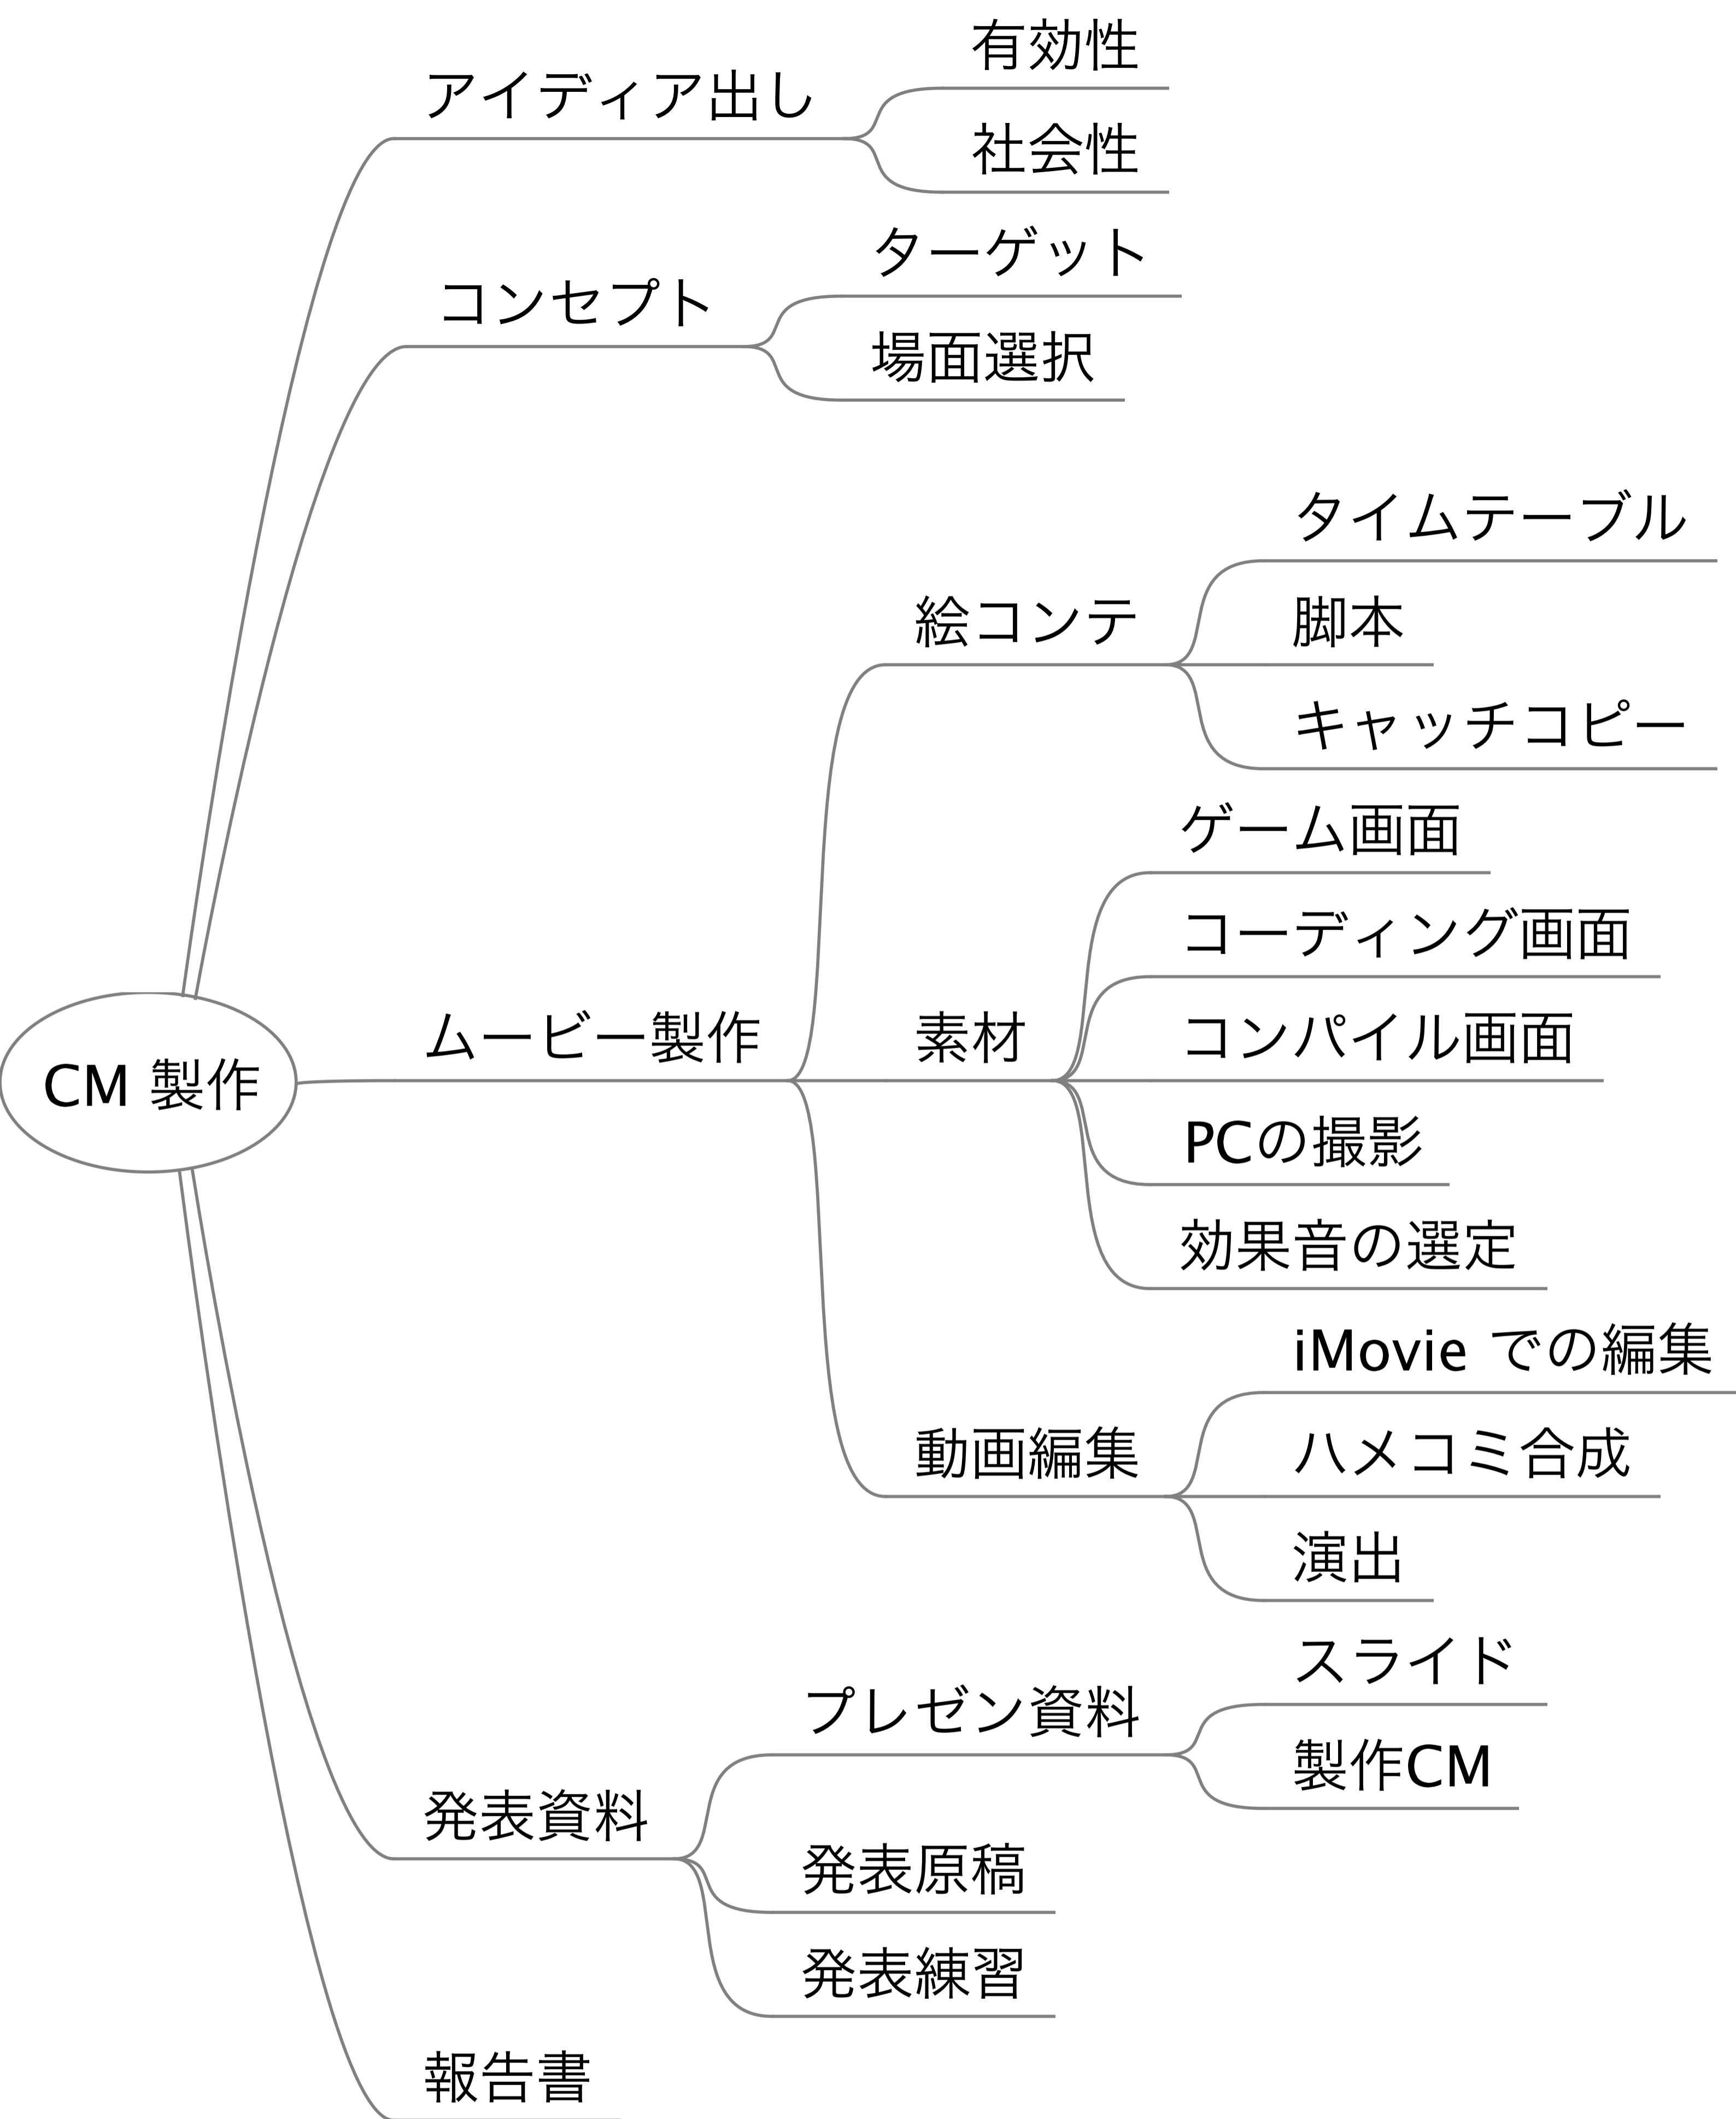 有効性
アイディア出し
社会性
ターゲット
コンセプト
場面選択
タイムテーブル
絵コンテ
脚本
キャッチコピー
ゲーム画面
コーディング画面
CM 製作
ムービー製作
素材
コンパイル画面
PCの撮影
効果音の選定
iMovie での編集
動画編集
ハメコミ合成
演出
スライド
プレゼン資料
製作CM
発表資料
発表原稿
発表練習
報告書